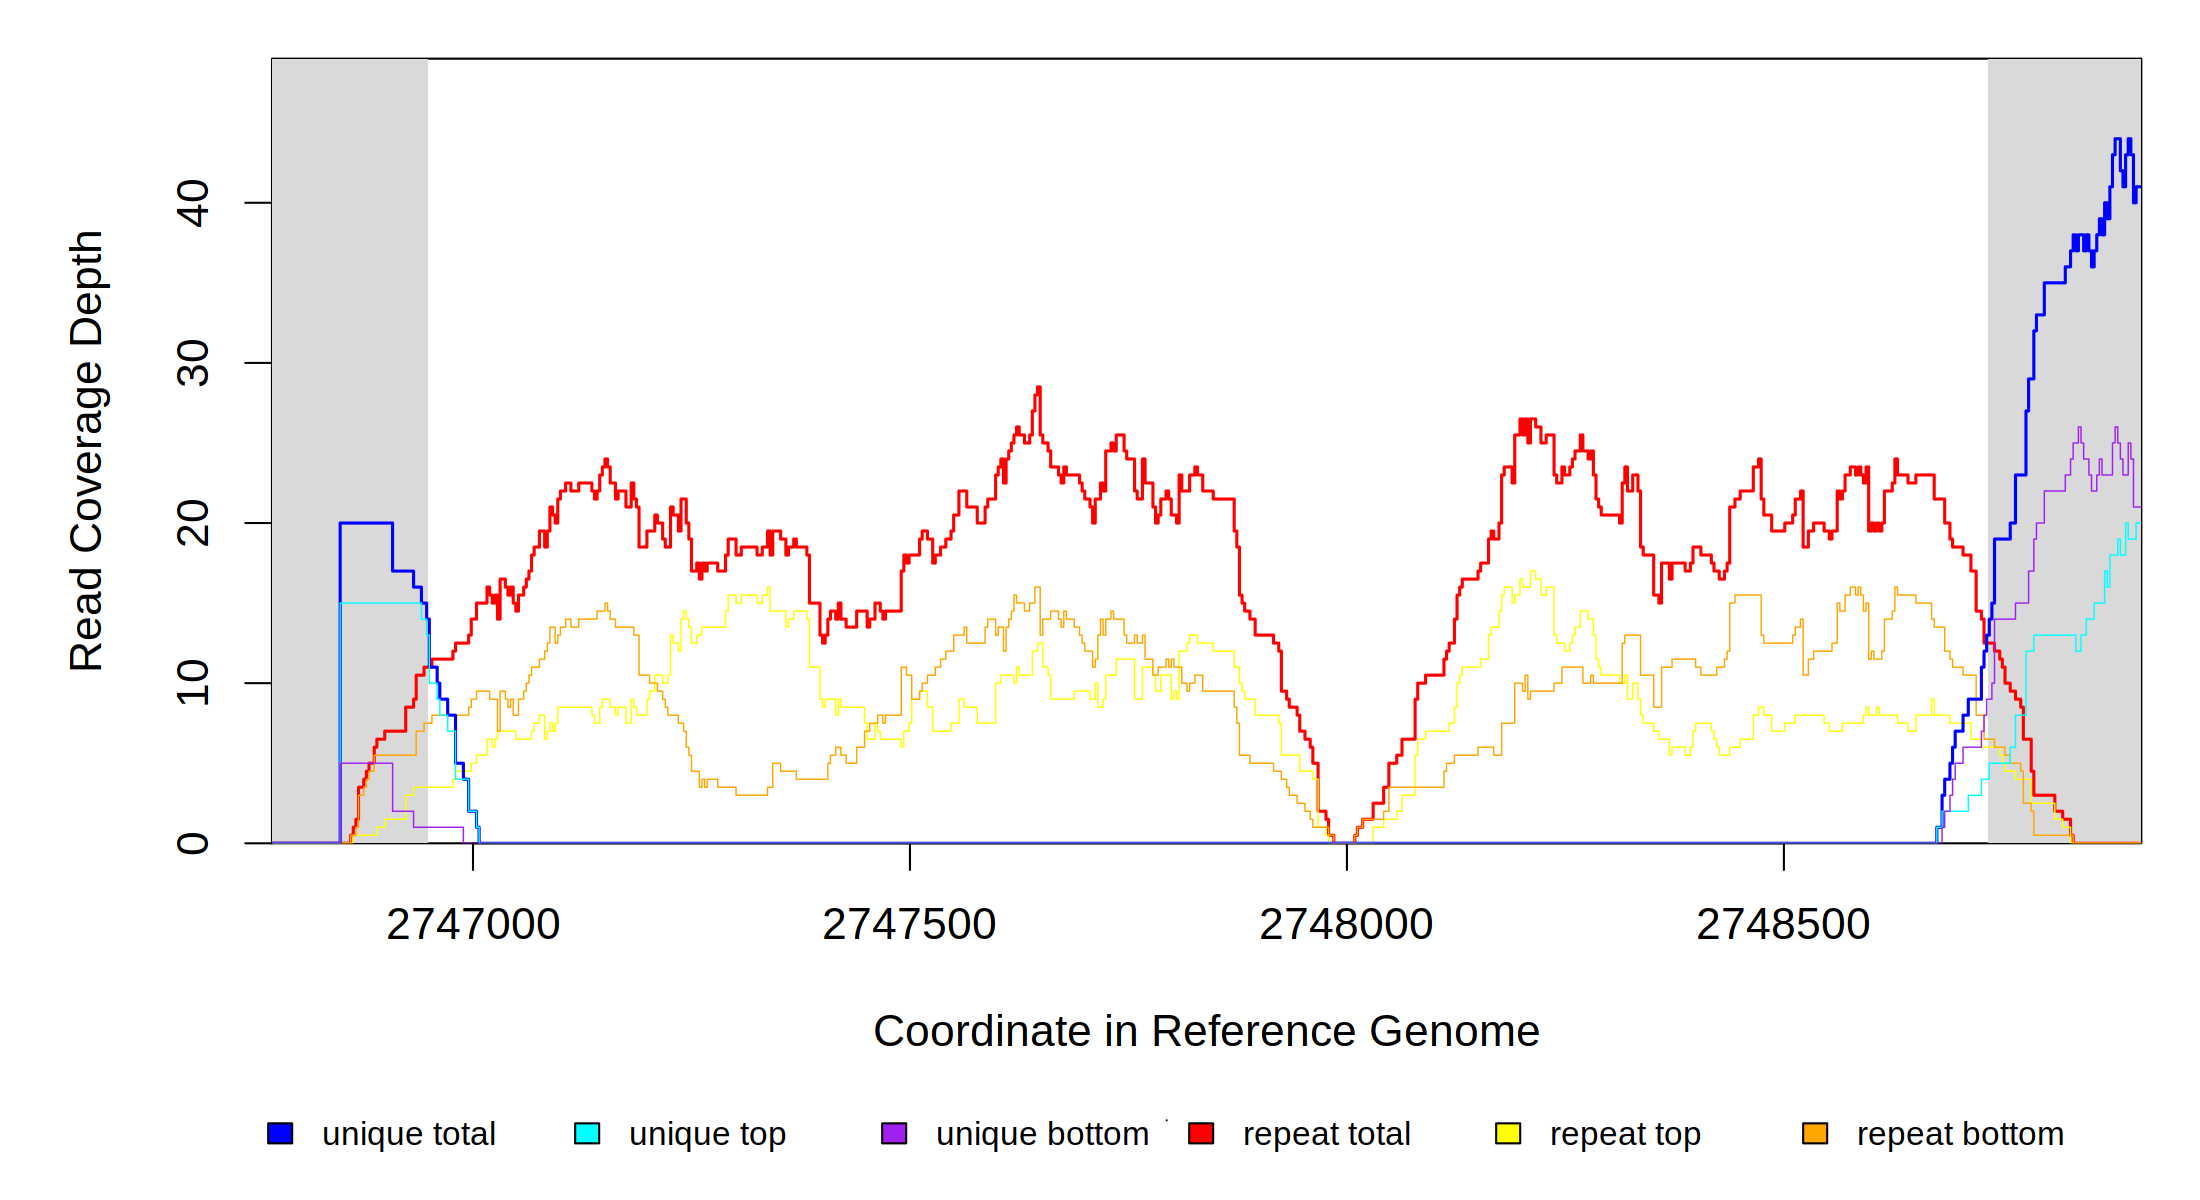 40
30
20
10
0
Read Coverage Depth
2747000 2747500 2748000 2748500
Coordinate in Reference Genome
unique total unique top unique bottom repeat total repeat top repeat bottom